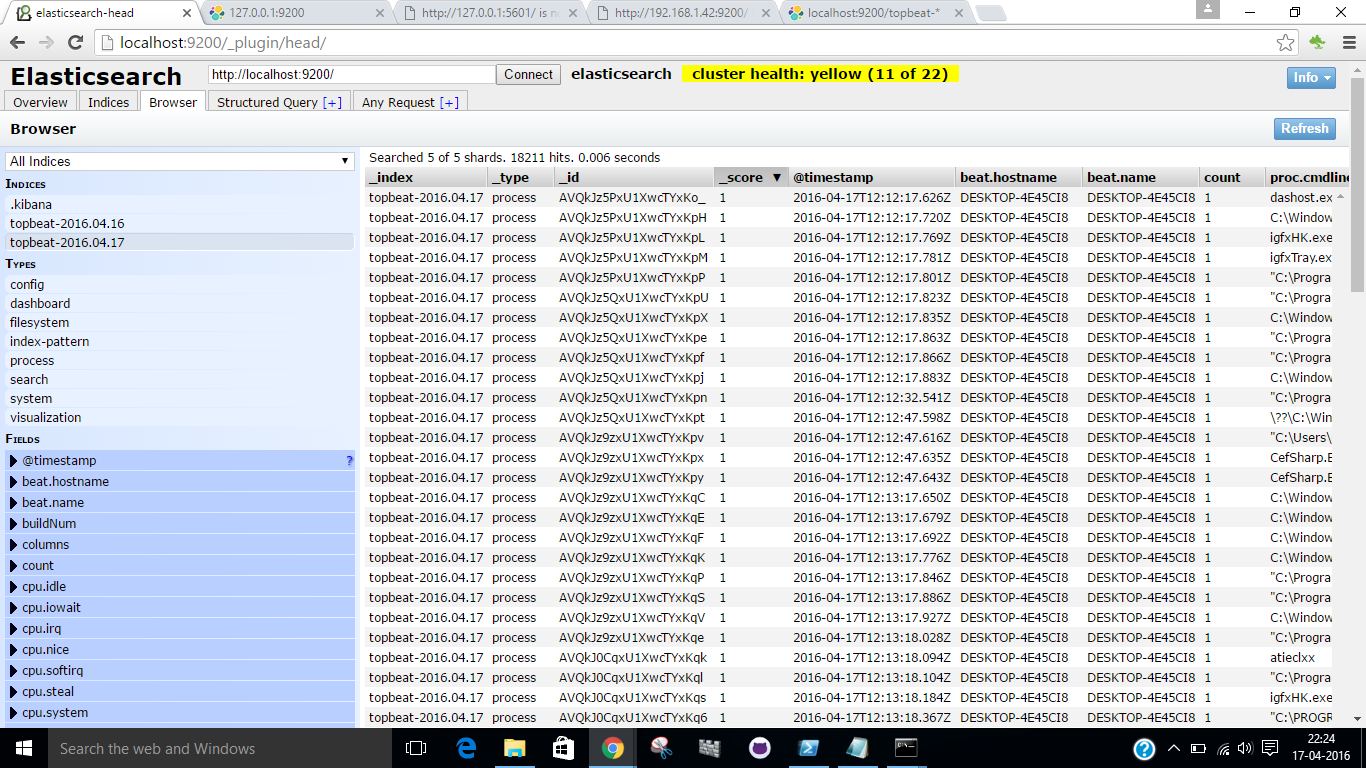 elasticsearch-head
127.0.0.1:9200
http://127.0.0.1:5601/ is n
http://192.168.1.42:9200/
localhost:9200/topbeat-*
localhost:9200/_plugin/head/
Elasticsearch
http://localhost:9200/
Connect
elasticsearch
cluster health: yellow (11 of 22)
Info
Overview
Indices
Browser
Structured Query [+]
Any Request [+]
Browser
Refresh
All Indices
Indices
.kibana
topbeat-2016.04.16
topbeat-2016.04.17
Types
config
dashboard
filesystem
index-pattern
process
search
system
visualization
Fields
@timestamp ?
beat.hostname
beat.name
buildNum
columns
count
cpu.idle
cpu.iowait
cpu.irq
cpu.nice
cpu.softirq
cpu.steal
cpu.system
Searched 5 of 5 shards. 18211 hits. 0.006 seconds
_index _type _id _score ▼ @timestamp beat.hostname beat.name count proc.cmdline
topbeat-2016.04.17 process AVQkJz5PxU1XwcTYxKo_ 1 2016-04-17T12:12:17.626Z DESKTOP-4E45CI8 DESKTOP-4E45CI8 1 dashost.ex
topbeat-2016.04.17 process AVQkJz5PxU1XwcTYxKpH 1 2016-04-17T12:12:17.720Z DESKTOP-4E45CI8 DESKTOP-4E45CI8 1 C:\Window
topbeat-2016.04.17 process AVQkJz5PxU1XwcTYxKpL 1 2016-04-17T12:12:17.769Z DESKTOP-4E45CI8 DESKTOP-4E45CI8 1 igfxHK.exe
topbeat-2016.04.17 process AVQkJz5PxU1XwcTYxKpM 1 2016-04-17T12:12:17.781Z DESKTOP-4E45CI8 DESKTOP-4E45CI8 1 igfxTray.ex
topbeat-2016.04.17 process AVQkJz5PxU1XwcTYxKpP 1 2016-04-17T12:12:17.801Z DESKTOP-4E45CI8 DESKTOP-4E45CI8 1 "C:\Progra
topbeat-2016.04.17 process AVQkJz5QxU1XwcTYxKpU 1 2016-04-17T12:12:17.823Z DESKTOP-4E45CI8 DESKTOP-4E45CI8 1 "C:\Progra
topbeat-2016.04.17 process AVQkJz5QxU1XwcTYxKpX 1 2016-04-17T12:12:17.835Z DESKTOP-4E45CI8 DESKTOP-4E45CI8 1 C:\Window
topbeat-2016.04.17 process AVQkJz5QxU1XwcTYxKpe 1 2016-04-17T12:12:17.863Z DESKTOP-4E45CI8 DESKTOP-4E45CI8 1 "C:\Progra
topbeat-2016.04.17 process AVQkJz5QxU1XwcTYxKpf 1 2016-04-17T12:12:17.866Z DESKTOP-4E45CI8 DESKTOP-4E45CI8 1 "C:\Progra
topbeat-2016.04.17 process AVQkJz5QxU1XwcTYxKpj 1 2016-04-17T12:12:17.883Z DESKTOP-4E45CI8 DESKTOP-4E45CI8 1 C:\Window
topbeat-2016.04.17 process AVQkJz5QxU1XwcTYxKpn 1 2016-04-17T12:12:32.541Z DESKTOP-4E45CI8 DESKTOP-4E45CI8 1 "C:\Progra
topbeat-2016.04.17 process AVQkJz5QxU1XwcTYxKpt 1 2016-04-17T12:12:47.598Z DESKTOP-4E45CI8 DESKTOP-4E45CI8 1 \??\C:\Win
topbeat-2016.04.17 process AVQkJz9zxU1XwcTYxKpv 1 2016-04-17T12:12:47.616Z DESKTOP-4E45CI8 DESKTOP-4E45CI8 1 "C:\Users\
topbeat-2016.04.17 process AVQkJz9zxU1XwcTYxKpx 1 2016-04-17T12:12:47.635Z DESKTOP-4E45CI8 DESKTOP-4E45CI8 1 CefSharp.B
topbeat-2016.04.17 process AVQkJz9zxU1XwcTYxKpy 1 2016-04-17T12:12:47.643Z DESKTOP-4E45CI8 DESKTOP-4E45CI8 1 CefSharp.B
topbeat-2016.04.17 process AVQkJz9zxU1XwcTYxKqC 1 2016-04-17T12:13:17.650Z DESKTOP-4E45CI8 DESKTOP-4E45CI8 1 C:\Window
topbeat-2016.04.17 process AVQkJz9zxU1XwcTYxKqE 1 2016-04-17T12:13:17.679Z DESKTOP-4E45CI8 DESKTOP-4E45CI8 1 C:\Window
topbeat-2016.04.17 process AVQkJz9zxU1XwcTYxKqF 1 2016-04-17T12:13:17.692Z DESKTOP-4E45CI8 DESKTOP-4E45CI8 1 C:\Window
topbeat-2016.04.17 process AVQkJz9zxU1XwcTYxKqK 1 2016-04-17T12:13:17.776Z DESKTOP-4E45CI8 DESKTOP-4E45CI8 1 C:\Window
topbeat-2016.04.17 process AVQkJz9zxU1XwcTYxKqP 1 2016-04-17T12:13:17.846Z DESKTOP-4E45CI8 DESKTOP-4E45CI8 1 "C:\Progra
topbeat-2016.04.17 process AVQkJz9zxU1XwcTYxKqS 1 2016-04-17T12:13:17.886Z DESKTOP-4E45CI8 DESKTOP-4E45CI8 1 C:\Window
topbeat-2016.04.17 process AVQkJz9zxU1XwcTYxKqV 1 2016-04-17T12:13:17.927Z DESKTOP-4E45CI8 DESKTOP-4E45CI8 1 C:\Window
topbeat-2016.04.17 process AVQkJz9zxU1XwcTYxKqe 1 2016-04-17T12:13:18.028Z DESKTOP-4E45CI8 DESKTOP-4E45CI8 1 "C:\Progra
topbeat-2016.04.17 process AVQkJ0CqxU1XwcTYxKqk 1 2016-04-17T12:13:18.094Z DESKTOP-4E45CI8 DESKTOP-4E45CI8 1 atieclxx
topbeat-2016.04.17 process AVQkJ0CqxU1XwcTYxKql 1 2016-04-17T12:13:18.104Z DESKTOP-4E45CI8 DESKTOP-4E45CI8 1 "C:\Progra
topbeat-2016.04.17 process AVQkJ0CqxU1XwcTYxKqs 1 2016-04-17T12:13:18.184Z DESKTOP-4E45CI8 DESKTOP-4E45CI8 1 igfxHK.exe
topbeat-2016.04.17 process AVQkJ0CqxU1XwcTYxKq6 1 2016-04-17T12:13:18.367Z DESKTOP-4E45CI8 DESKTOP-4E45CI8 1 "C:\PROGR
Search the web and Windows
22:24
17-04-2016